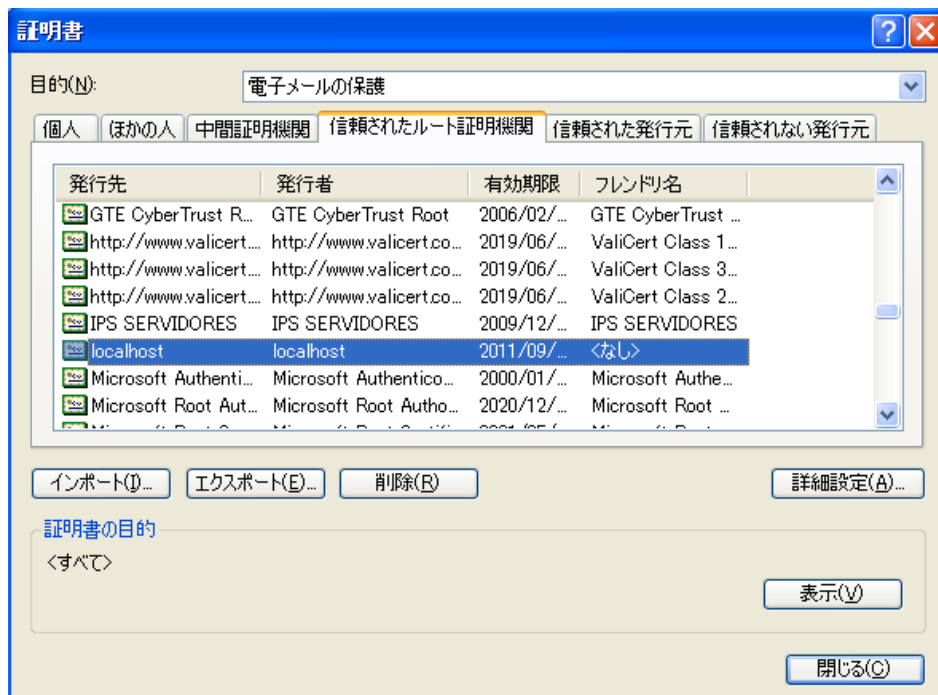 証明書
目的(N): 電子メールの保護
個人 ほかの人 中間証明機関 信頼されたルート証明機関 信頼された発行元 信頼されない発行元
発行先 発行者 有効期限 フレンドリ名
GTE CyberTrust R... GTE CyberTrust Root 2006/02/... GTE CyberTrust ...
http://www.valicert.... http://www.valicert.co... 2019/06/... ValiCert Class 1...
http://www.valicert.... http://www.valicert.co... 2019/06/... ValiCert Class 3...
http://www.valicert.... http://www.valicert.co... 2019/06/... ValiCert Class 2...
IPS SERVIDORES IPS SERVIDORES 2009/12/... IPS SERVIDORES
localhost localhost 2011/09/... <なし>
Microsoft Authenti... Microsoft Authentico... 2000/01/... Microsoft Authe...
Microsoft Root Aut... Microsoft Root Autho... 2020/12/... Microsoft Root ...
インポート(I)... エクスポート(E)... 削除(R) 詳細設定(A)...
証明書の目的
<すべて>
表示(V)
閉じる(C)